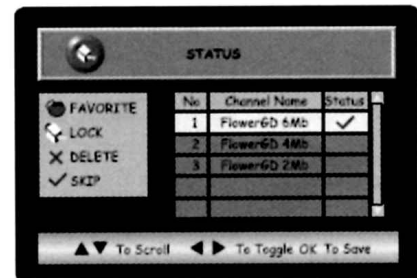 STATUS
FAVORITE
LOCK
DELETE
SKIP
No Channel Name Status
1 FlowerGD 6Mb
2 FlowerGD 4Mb
3 FlowerGD 2Mb
To Scroll To Toggle OK To Save